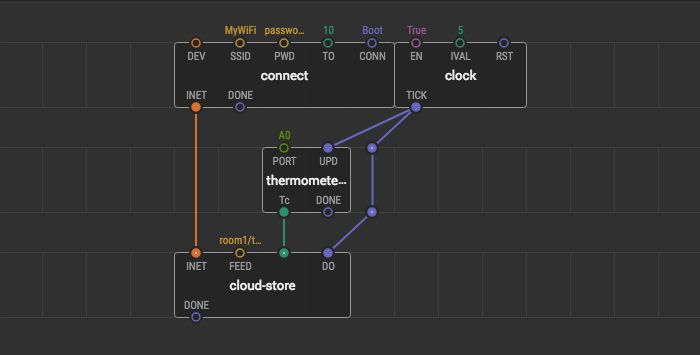 MyWiFi passwo... 10 Boot True 5
DEV SSID PWD TO CONN EN IVAL RST
connect clock
INET DONE TICK
A0
PORT UPD
thermomete...
Tc DONE
room1/t...
INET FEED DO
cloud-store
DONE